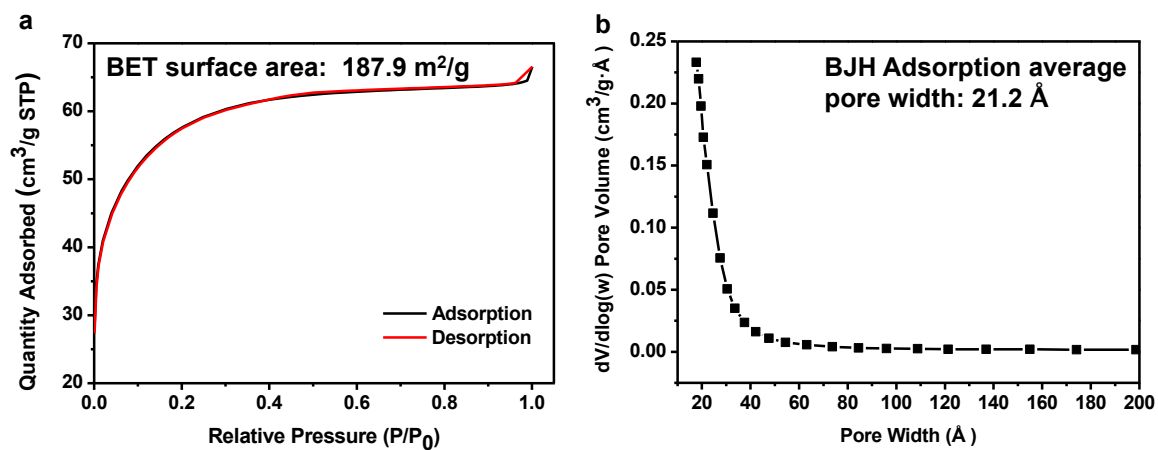 a
BET surface area: 187.9 m²/g
Quantity Adsorbed (cm³/g STP)
70
60
50
40
30
20
Adsorption
Desorption
0.0 0.2 0.4 0.6 0.8 1.0
Relative Pressure (P/P₀)
b
BJH Adsorption average
pore width: 21.2 Å
dV/dlog(w) Pore Volume (cm³/g·Å )
0.25
0.20
0.15
0.10
0.05
0.00
20 40 60 80 100 120 140 160 180 200
Pore Width (Å )